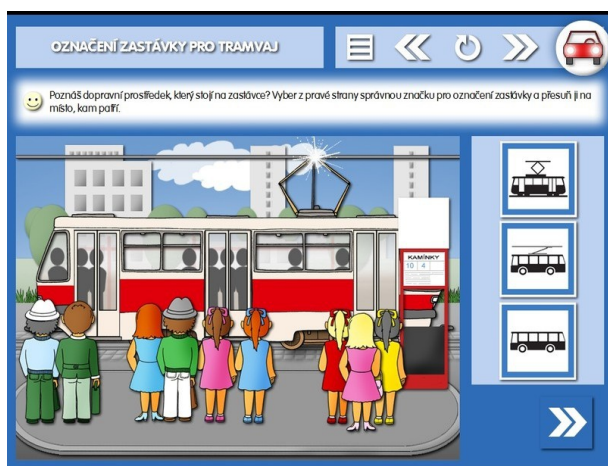 OZNAČENÍ ZASTÁVKY PRO TRAMVAJ
Poznáš dopravní prostředek, který stojí na zastávce? Vyber z pravé strany správnou značku pro označení zastávky a přesuň ji na
místo, kam patří.
KAMÍNKY
10 4